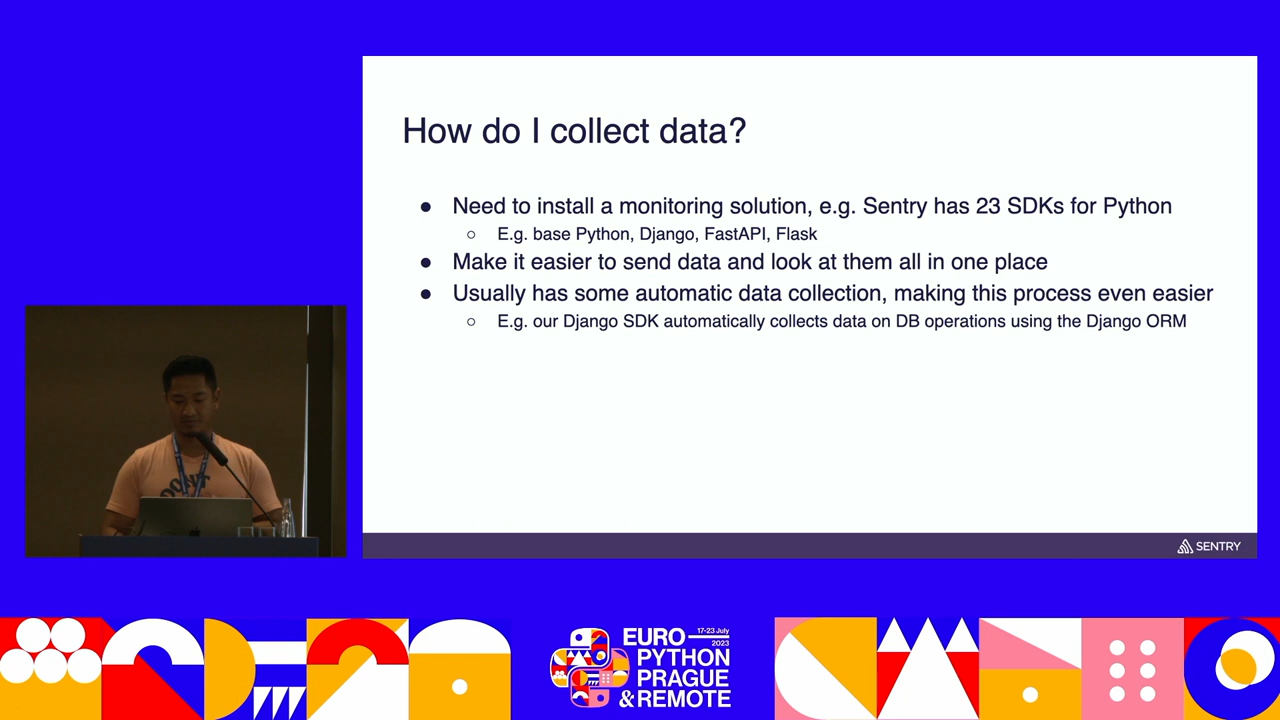 How do I collect data?
● Need to install a monitoring solution, e.g. Sentry has 23 SDKs for Python
○ E.g. base Python, Django, FastAPI, Flask
● Make it easier to send data and look at them all in one place
● Usually has some automatic data collection, making this process even easier
○ E.g. our Django SDK automatically collects data on DB operations using the Django ORM
SENTRY
EURO
17-23 July
2023
PYTHON
PRAGUE
& REMOTE